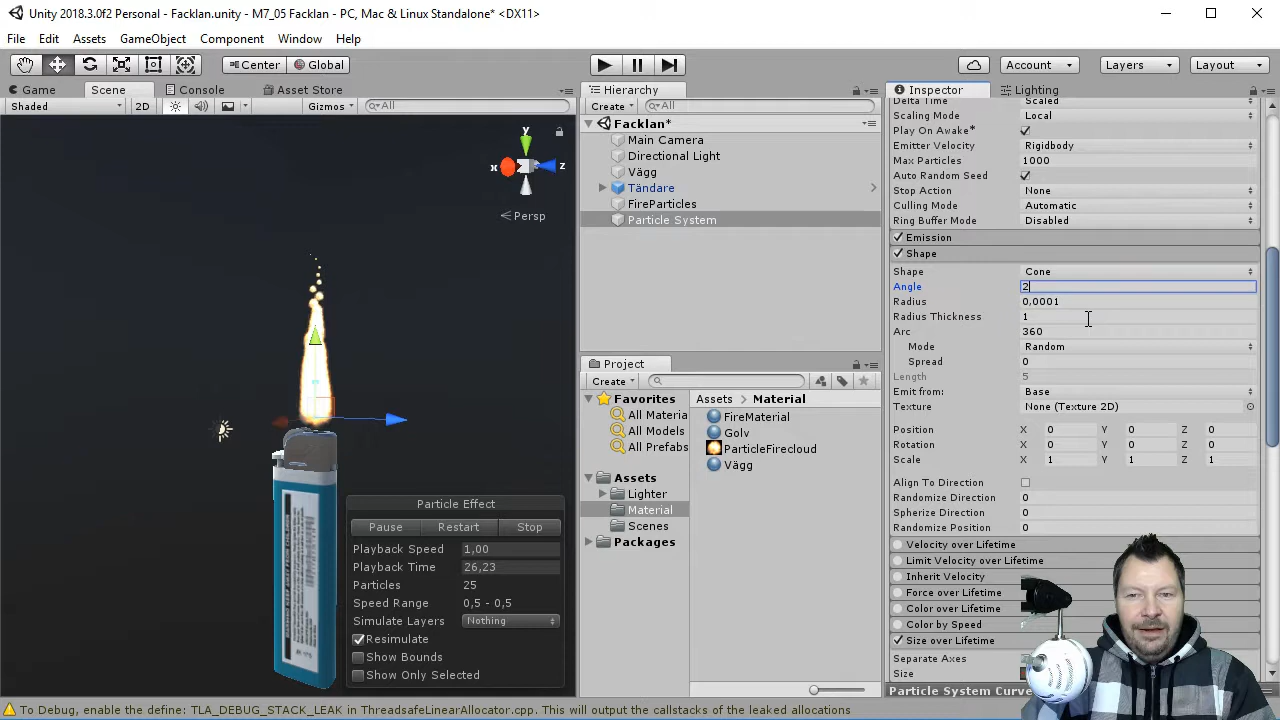 Unity 2018.3.0f2 Personal - Facklan.unity - M7_05 Facklan - PC, Mac & Linux Standalone* <DX11>
File Edit Assets GameObject Component Window Help
Center Global Account Layers Layout
Game Scene Console Asset Store
Shaded 2D Gizmos All
y
x
z
Persp
Particle Effect
Pause Restart Stop
Playback Speed 1,00
Playback Time 26,23
Particles 25
Speed Range 0,5 - 0,5
Simulate Layers Nothing
Resimulate
Show Bounds
Show Only Selected
Hierarchy
Create All
Facklan*
Main Camera
Directional Light
Vägg
Tändare
FireParticles
Particle System
Project
Create
Favorites
All Materia
All Models
All Prefabs
Assets
Lighter
Material
Scenes
Packages
Assets Material
FireMaterial
Golv
ParticleFirecloud
Vägg
Inspector Lighting
Delta Time Scaled
Scaling Mode Local
Play On Awake*
Emitter Velocity Rigidbody
Max Particles 1000
Auto Random Seed
Stop Action None
Culling Mode Automatic
Ring Buffer Mode Disabled
Emission
Shape
Shape Cone
Angle 2
Radius 0,0001
Radius Thickness 1
Arc 360
Mode Random
Spread 0
Length 5
Emit from: Base
Texture None (Texture 2D)
Position X 0 Y 0 Z 0
Rotation X 0 Y 0 Z 0
Scale X 1 Y 1 Z 1
Align To Direction
Randomize Direction 0
Spherize Direction 0
Randomize Position 0
Velocity over Lifetime
Limit Velocity over Lifetime
Inherit Velocity
Force over Lifetime
Color over Lifetime
Color by Speed
Size over Lifetime
Separate Axes
Size
Particle System Curve
To Debug, enable the define: TLA_DEBUG_STACK_LEAK in ThreadsafeLinearAllocator.cpp. This will output the callstacks of the leaked allocations